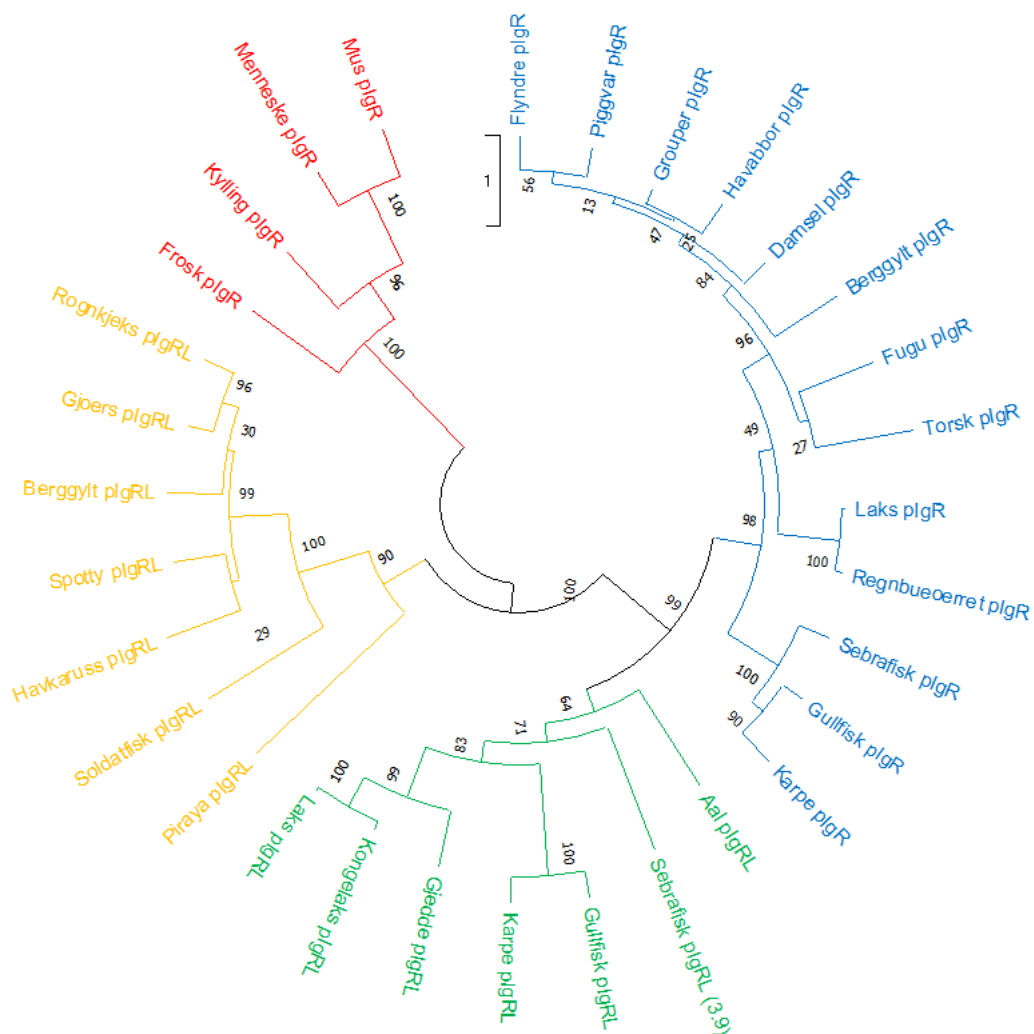 Flyndre pIgR
Piggvar pIgR
Grouper pIgR
Havabbor pIgR
Damsel pIgR
Berggylt pIgR
Fugu pIgR
Torsk pIgR
Laks pIgR
Regnbueoerret pIgR
Sebrafisk pIgR
Gullfisk pIgR
Karpe pIgR
Aal pIgRL
Sebrafisk pIgRL (3.9)
Gullfisk pIgRL
Karpe pIgRL
Gjedde pIgRL
Kongelaks pIgRL
Laks pIgRL
Piraya pIgRL
Soldatfisk pIgRL
Havkaruss pIgRL
Spotty pIgRL
Berggylt pIgRL
Gjoers pIgRL
Rognkjeks pIgRL
Frosk pIgR
Kylling pIgR
Menneske pIgR
Mus pIgR
1
56
13
47
25
84
96
27
49
100
98
100
90
99
100
64
71
83
99
100
100
90
100
29
99
30
96
100
96
100